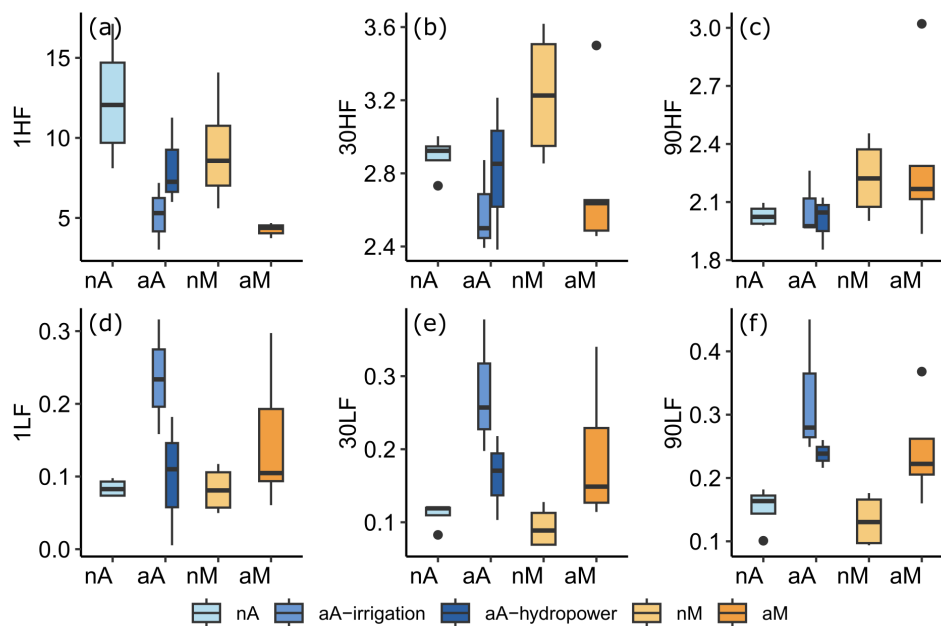 (a)
1HF
15
10
5
nA aA nM aM
(b)
30HF
3.6
3.2
2.8
2.4
nA aA nM aM
(c)
90HF
3.0
2.7
2.4
2.1
1.8
nA aA nM aM
(d)
1LF
0.3
0.2
0.1
0.0
nA aA nM aM
(e)
30LF
0.3
0.2
0.1
nA aA nM aM
(f)
90LF
0.4
0.3
0.2
0.1
nA aA nM aM
nA aA−irrigation aA−hydropower nM aM